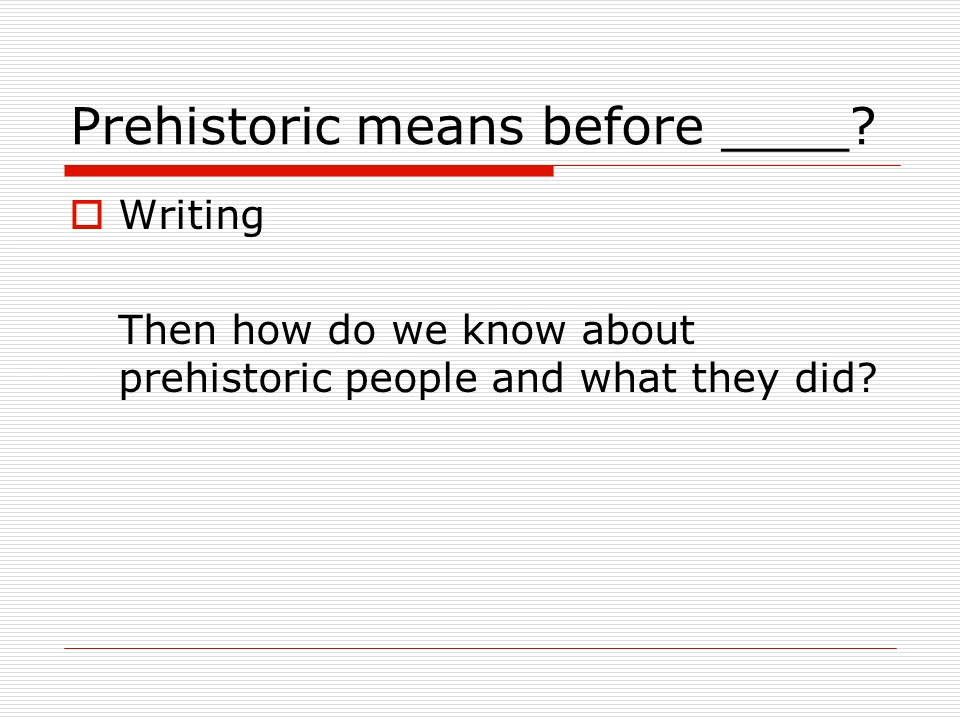 Prehistoric means before ____?
Writing
Then how do we know about
prehistoric people and what they did?